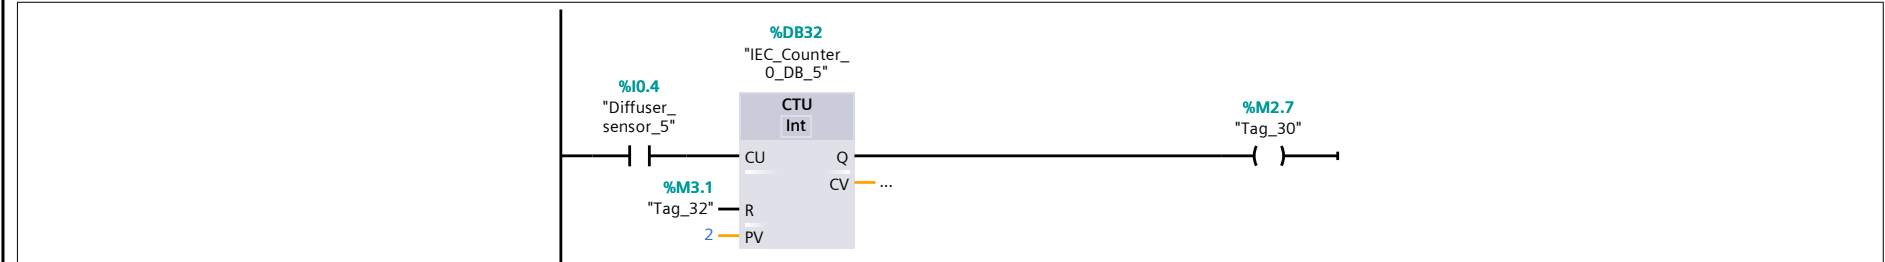 %DB32
"IEC_Counter_
0_DB_5"
%I0.4
"Diffuser_
sensor_5"
CTU
Int
%M2.7
"Tag_30"
CU
Q
CV
...
%M3.1
"Tag_32"
R
2
PV